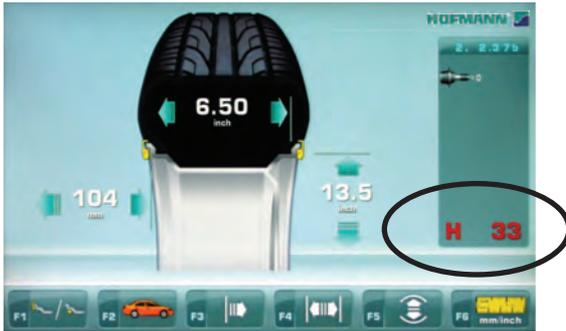 HOFMANN
2. 2.37b
6.50
inch
104
mm
13.5
inch
H 33
F1
F2
F3
F4
F5
F6 mm/inch